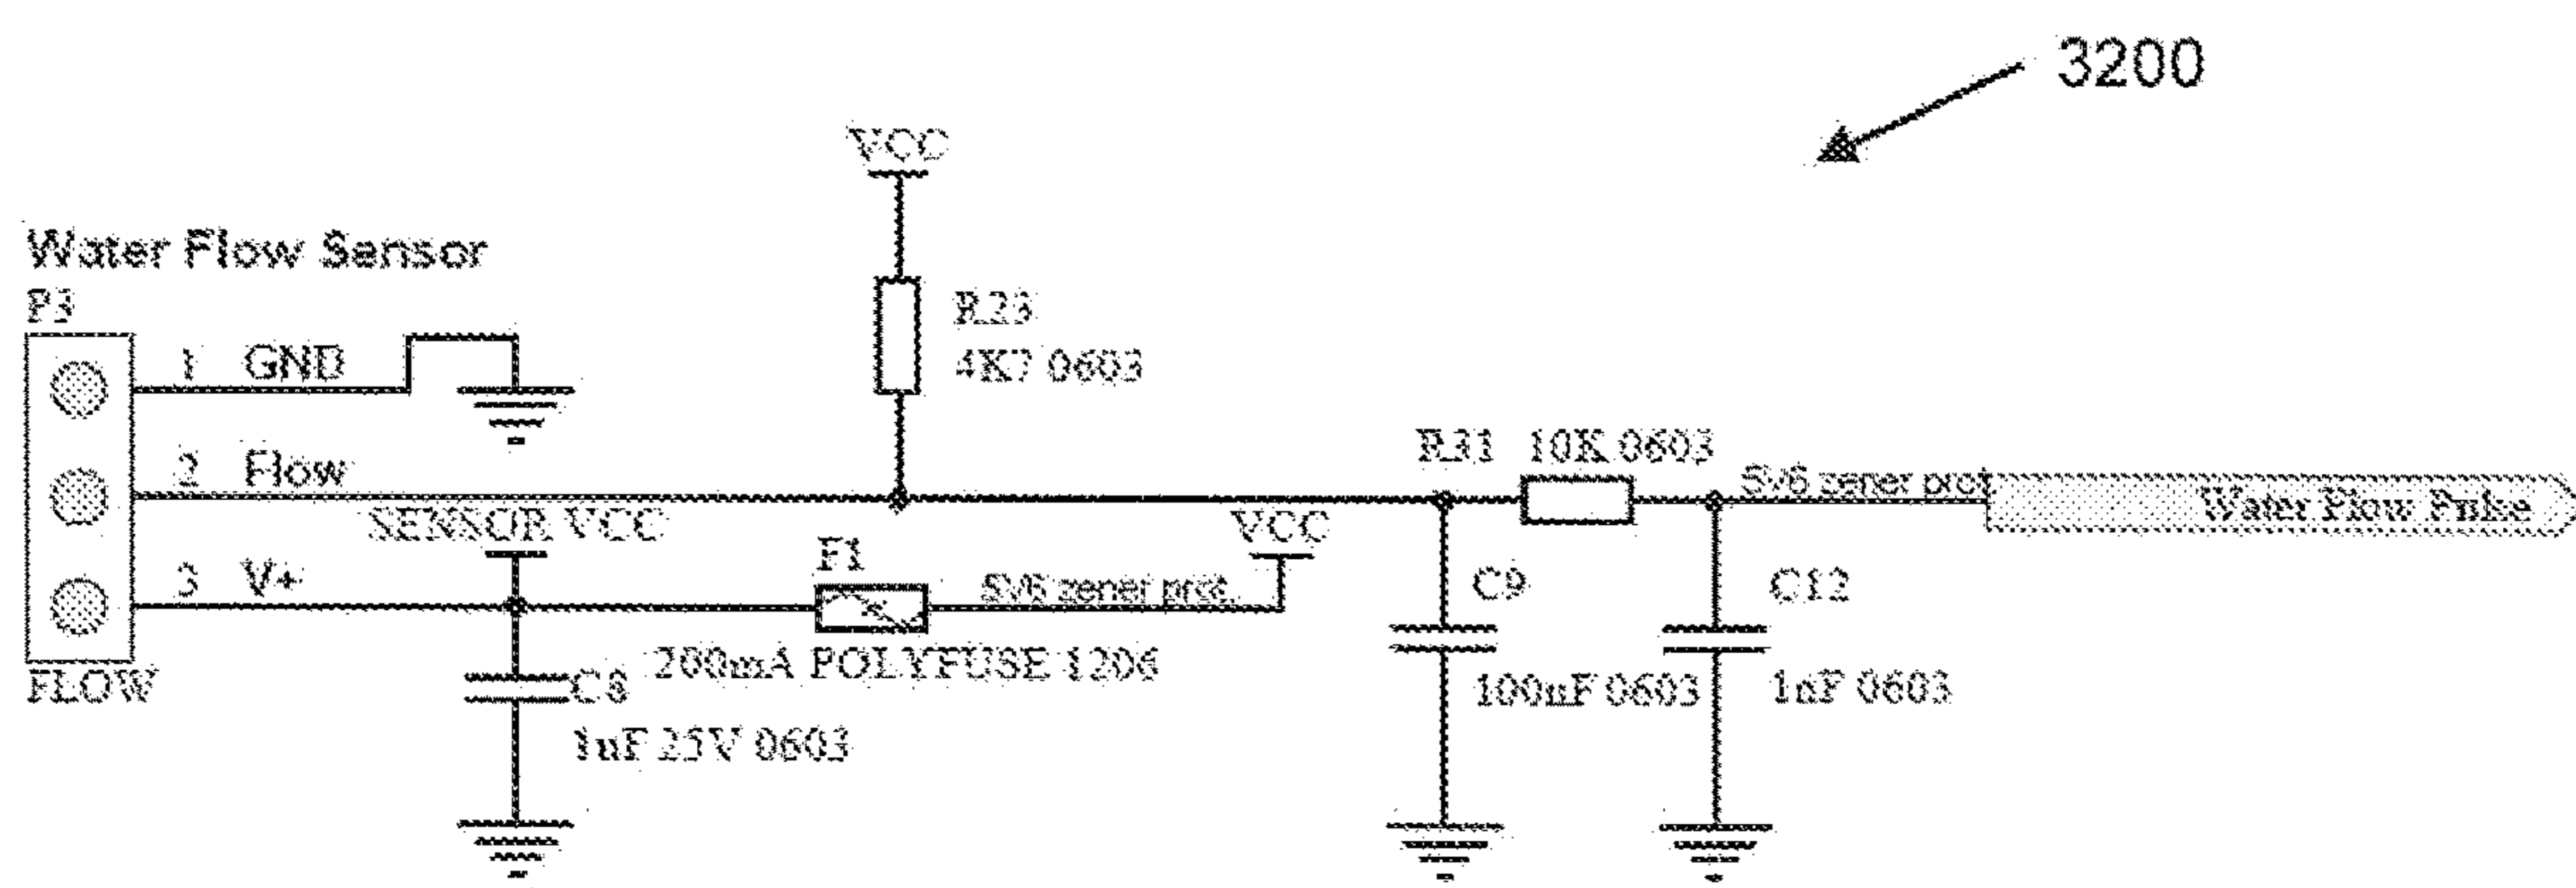 3200
VCC
Water Flow Sensor
P3
R23
4K7 0603
1 GND
2 Flow
R31 10K 0603
5V6 zener prot
Water Flow Pulse
SENSOR VCC
VCC
F1
3 V+
5V6 zener prot.
C9
C12
200mA POLYFUSE 1206
FLOW
C8
100nF 0603
1nF 0603
1uF 25V 0603